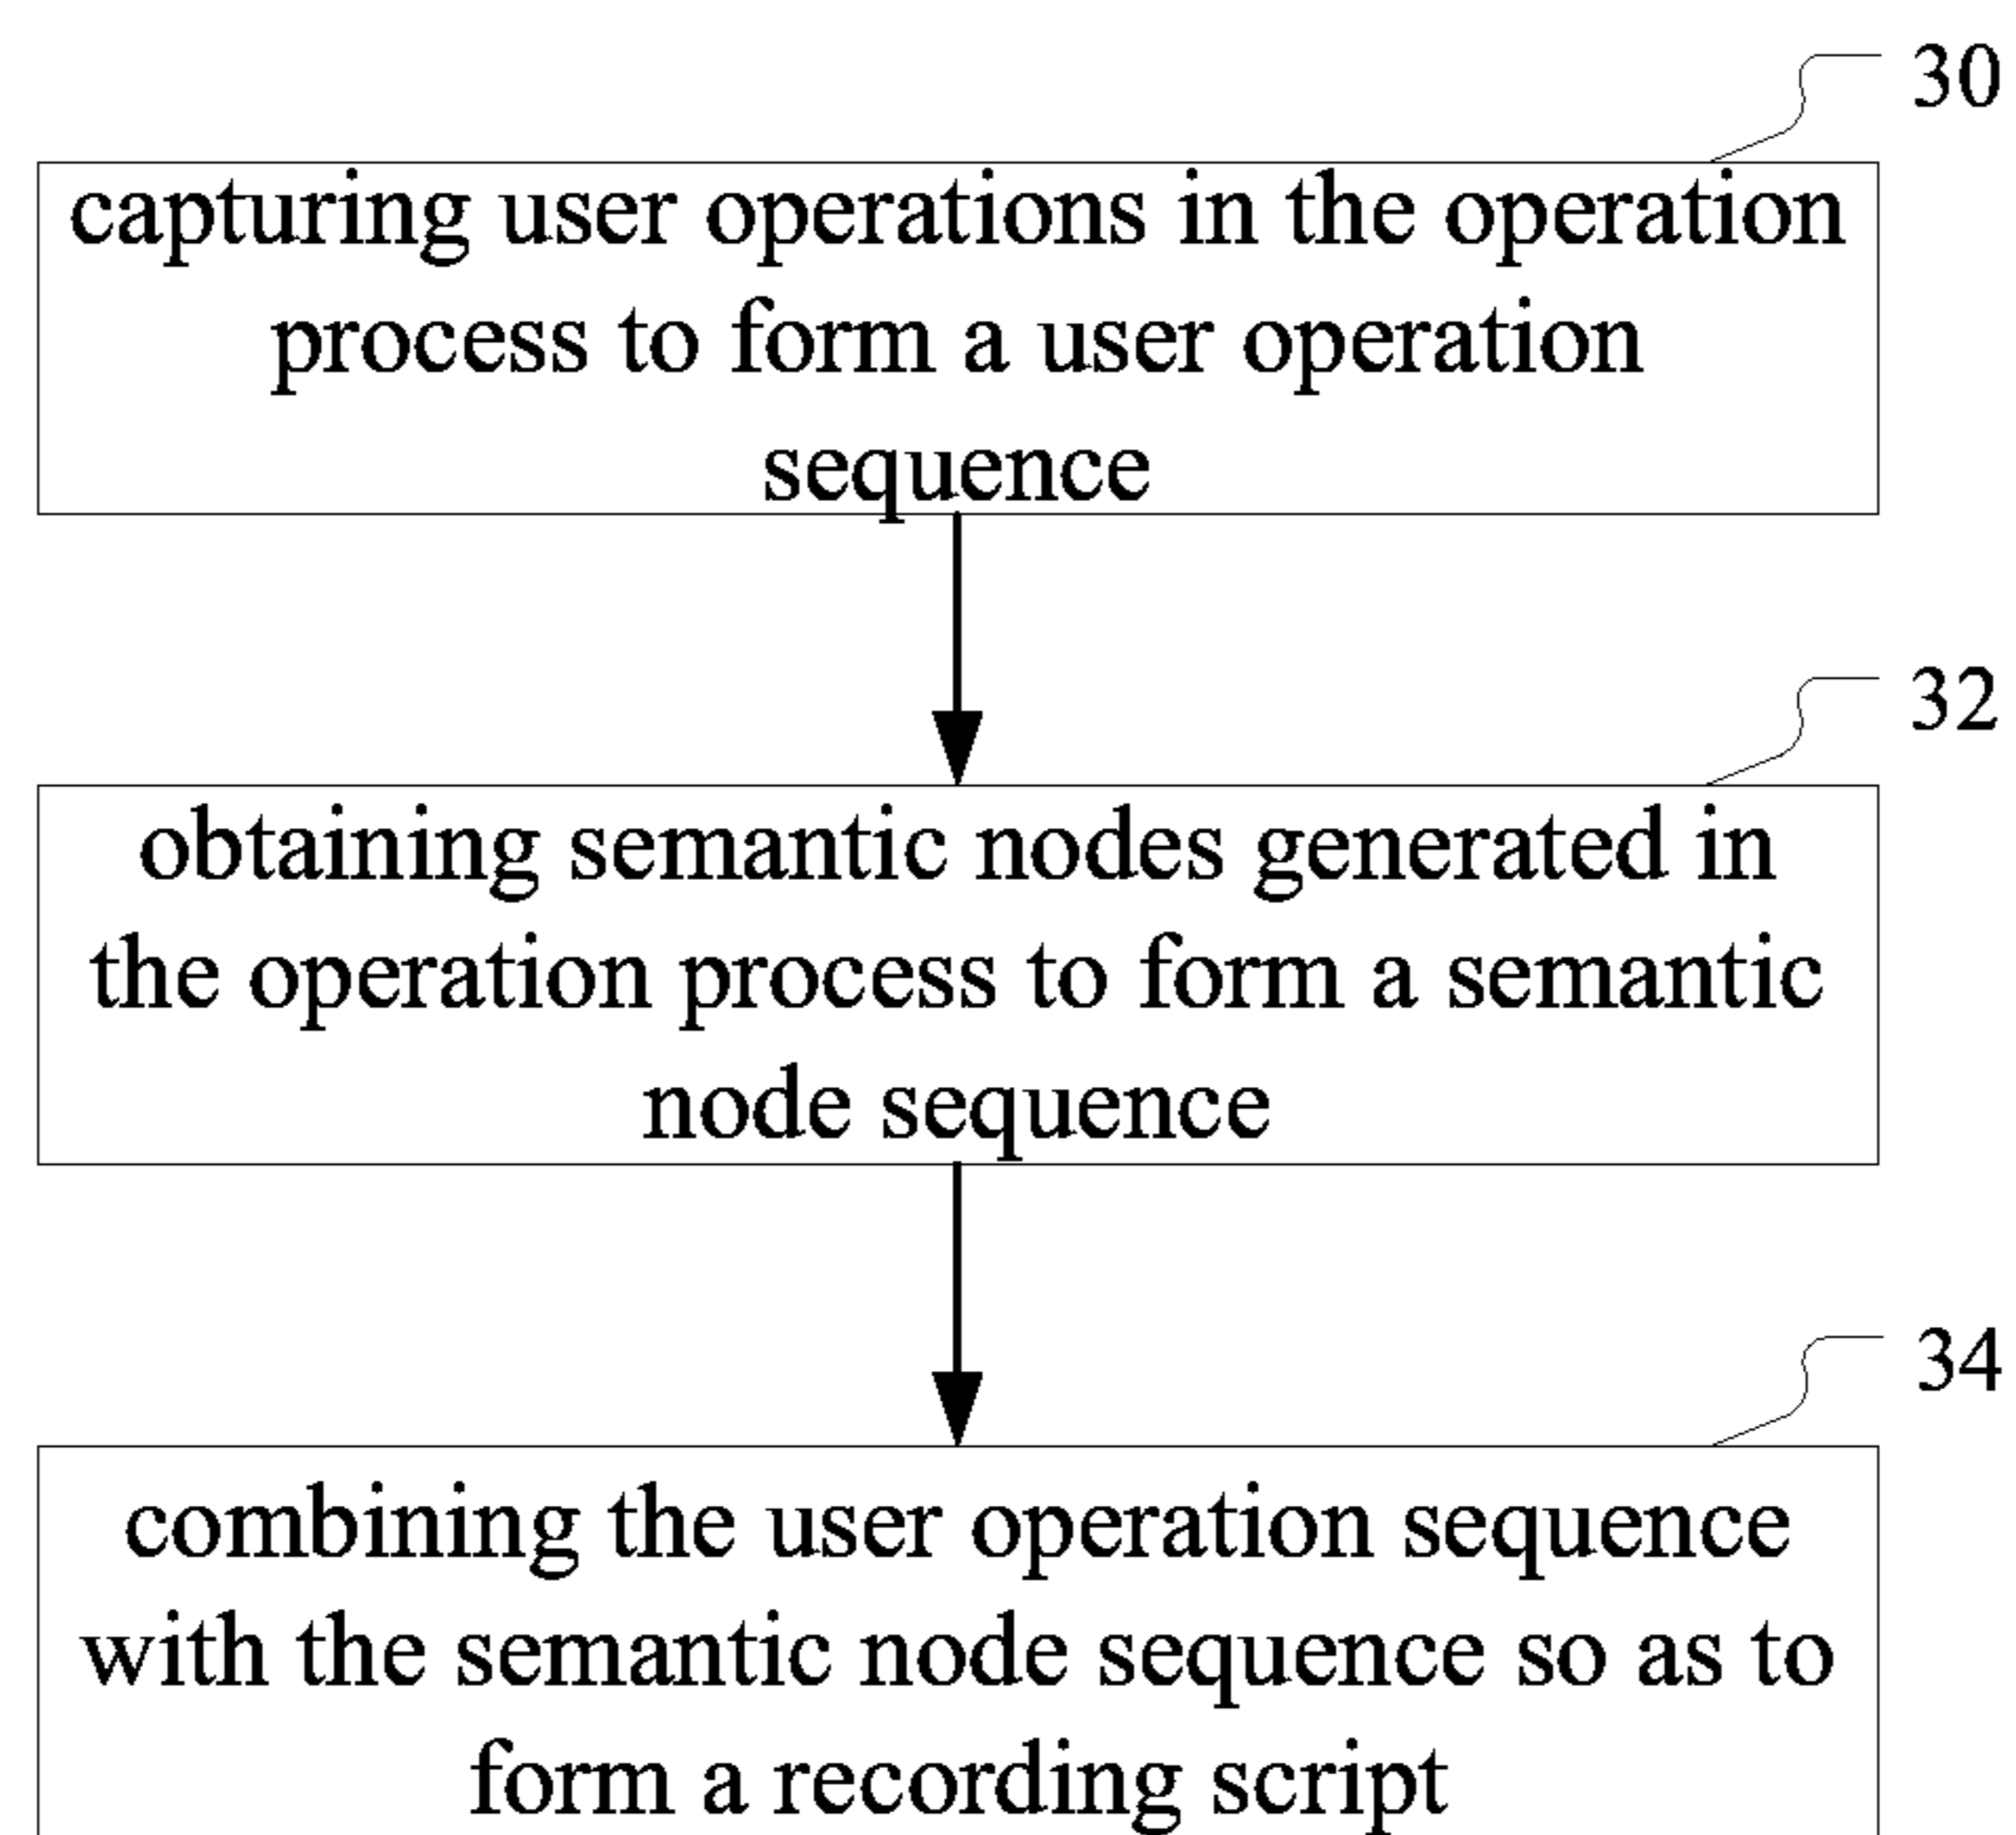 30
capturing user operations in the operation
process to form a user operation
sequence
32
obtaining semantic nodes generated in
the operation process to form a semantic
node sequence
34
combining the user operation sequence
with the semantic node sequence so as to
form a recording script